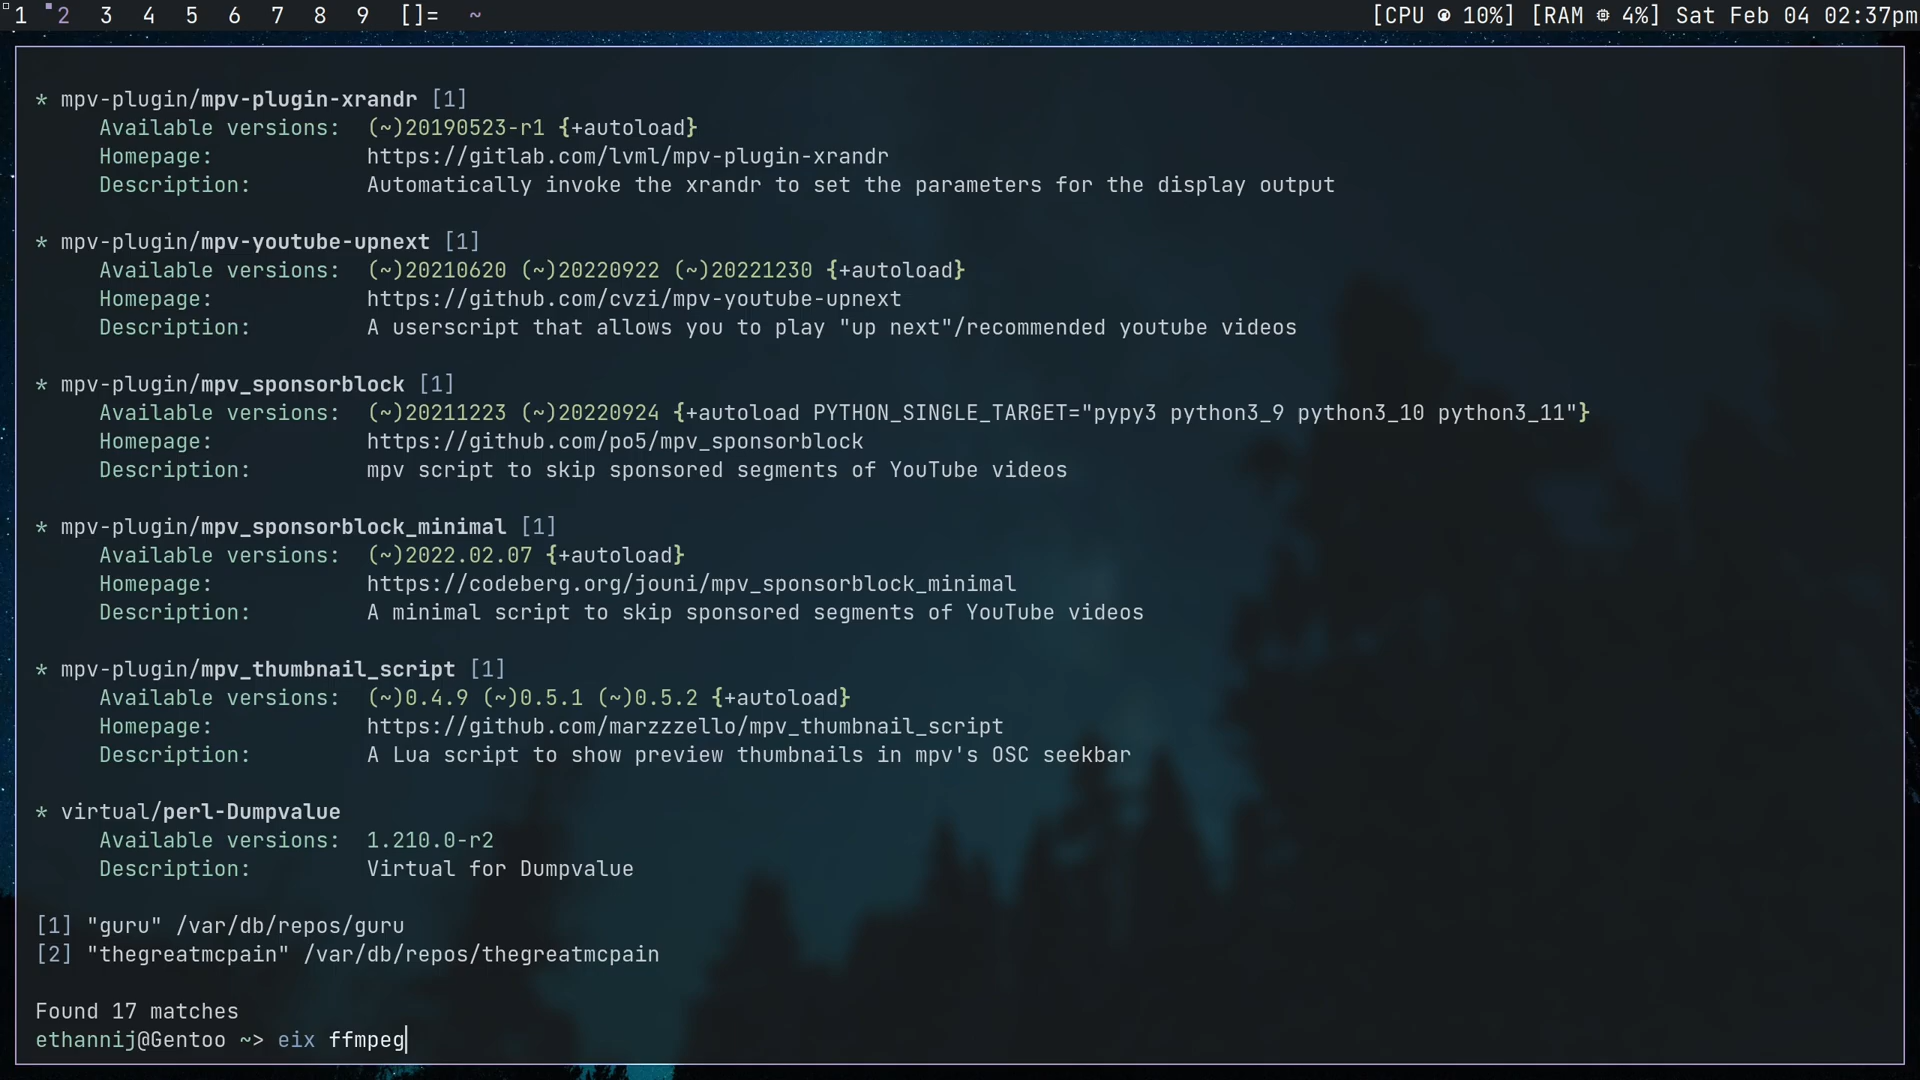 1 2 3 4 5 6 7 8 9 []= ~ [CPU 10%] [RAM 4%] Sat Feb 04 02:37pm
* mpv-plugin/mpv-plugin-xrandr [1]
Available versions: (~)20190523-r1 {+autoload}
Homepage: https://gitlab.com/lvml/mpv-plugin-xrandr
Description: Automatically invoke the xrandr to set the parameters for the display output
* mpv-plugin/mpv-youtube-upnext [1]
Available versions: (~)20210620 (~)20220922 (~)20221230 {+autoload}
Homepage: https://github.com/cvzi/mpv-youtube-upnext
Description: A userscript that allows you to play "up next"/recommended youtube videos
* mpv-plugin/mpv_sponsorblock [1]
Available versions: (~)20211223 (~)20220924 {+autoload PYTHON_SINGLE_TARGET="pypy3 python3_9 python3_10 python3_11"}
Homepage: https://github.com/po5/mpv_sponsorblock
Description: mpv script to skip sponsored segments of YouTube videos
* mpv-plugin/mpv_sponsorblock_minimal [1]
Available versions: (~)2022.02.07 {+autoload}
Homepage: https://codeberg.org/jouni/mpv_sponsorblock_minimal
Description: A minimal script to skip sponsored segments of YouTube videos
* mpv-plugin/mpv_thumbnail_script [1]
Available versions: (~)0.4.9 (~)0.5.1 (~)0.5.2 {+autoload}
Homepage: https://github.com/marzzzello/mpv_thumbnail_script
Description: A Lua script to show preview thumbnails in mpv's OSC seekbar
* virtual/perl-Dumpvalue
Available versions: 1.210.0-r2
Description: Virtual for Dumpvalue
[1] "guru" /var/db/repos/guru
[2] "thegreatmcpain" /var/db/repos/thegreatmcpain
Found 17 matches
ethannij@Gentoo ~> eix ffmpeg